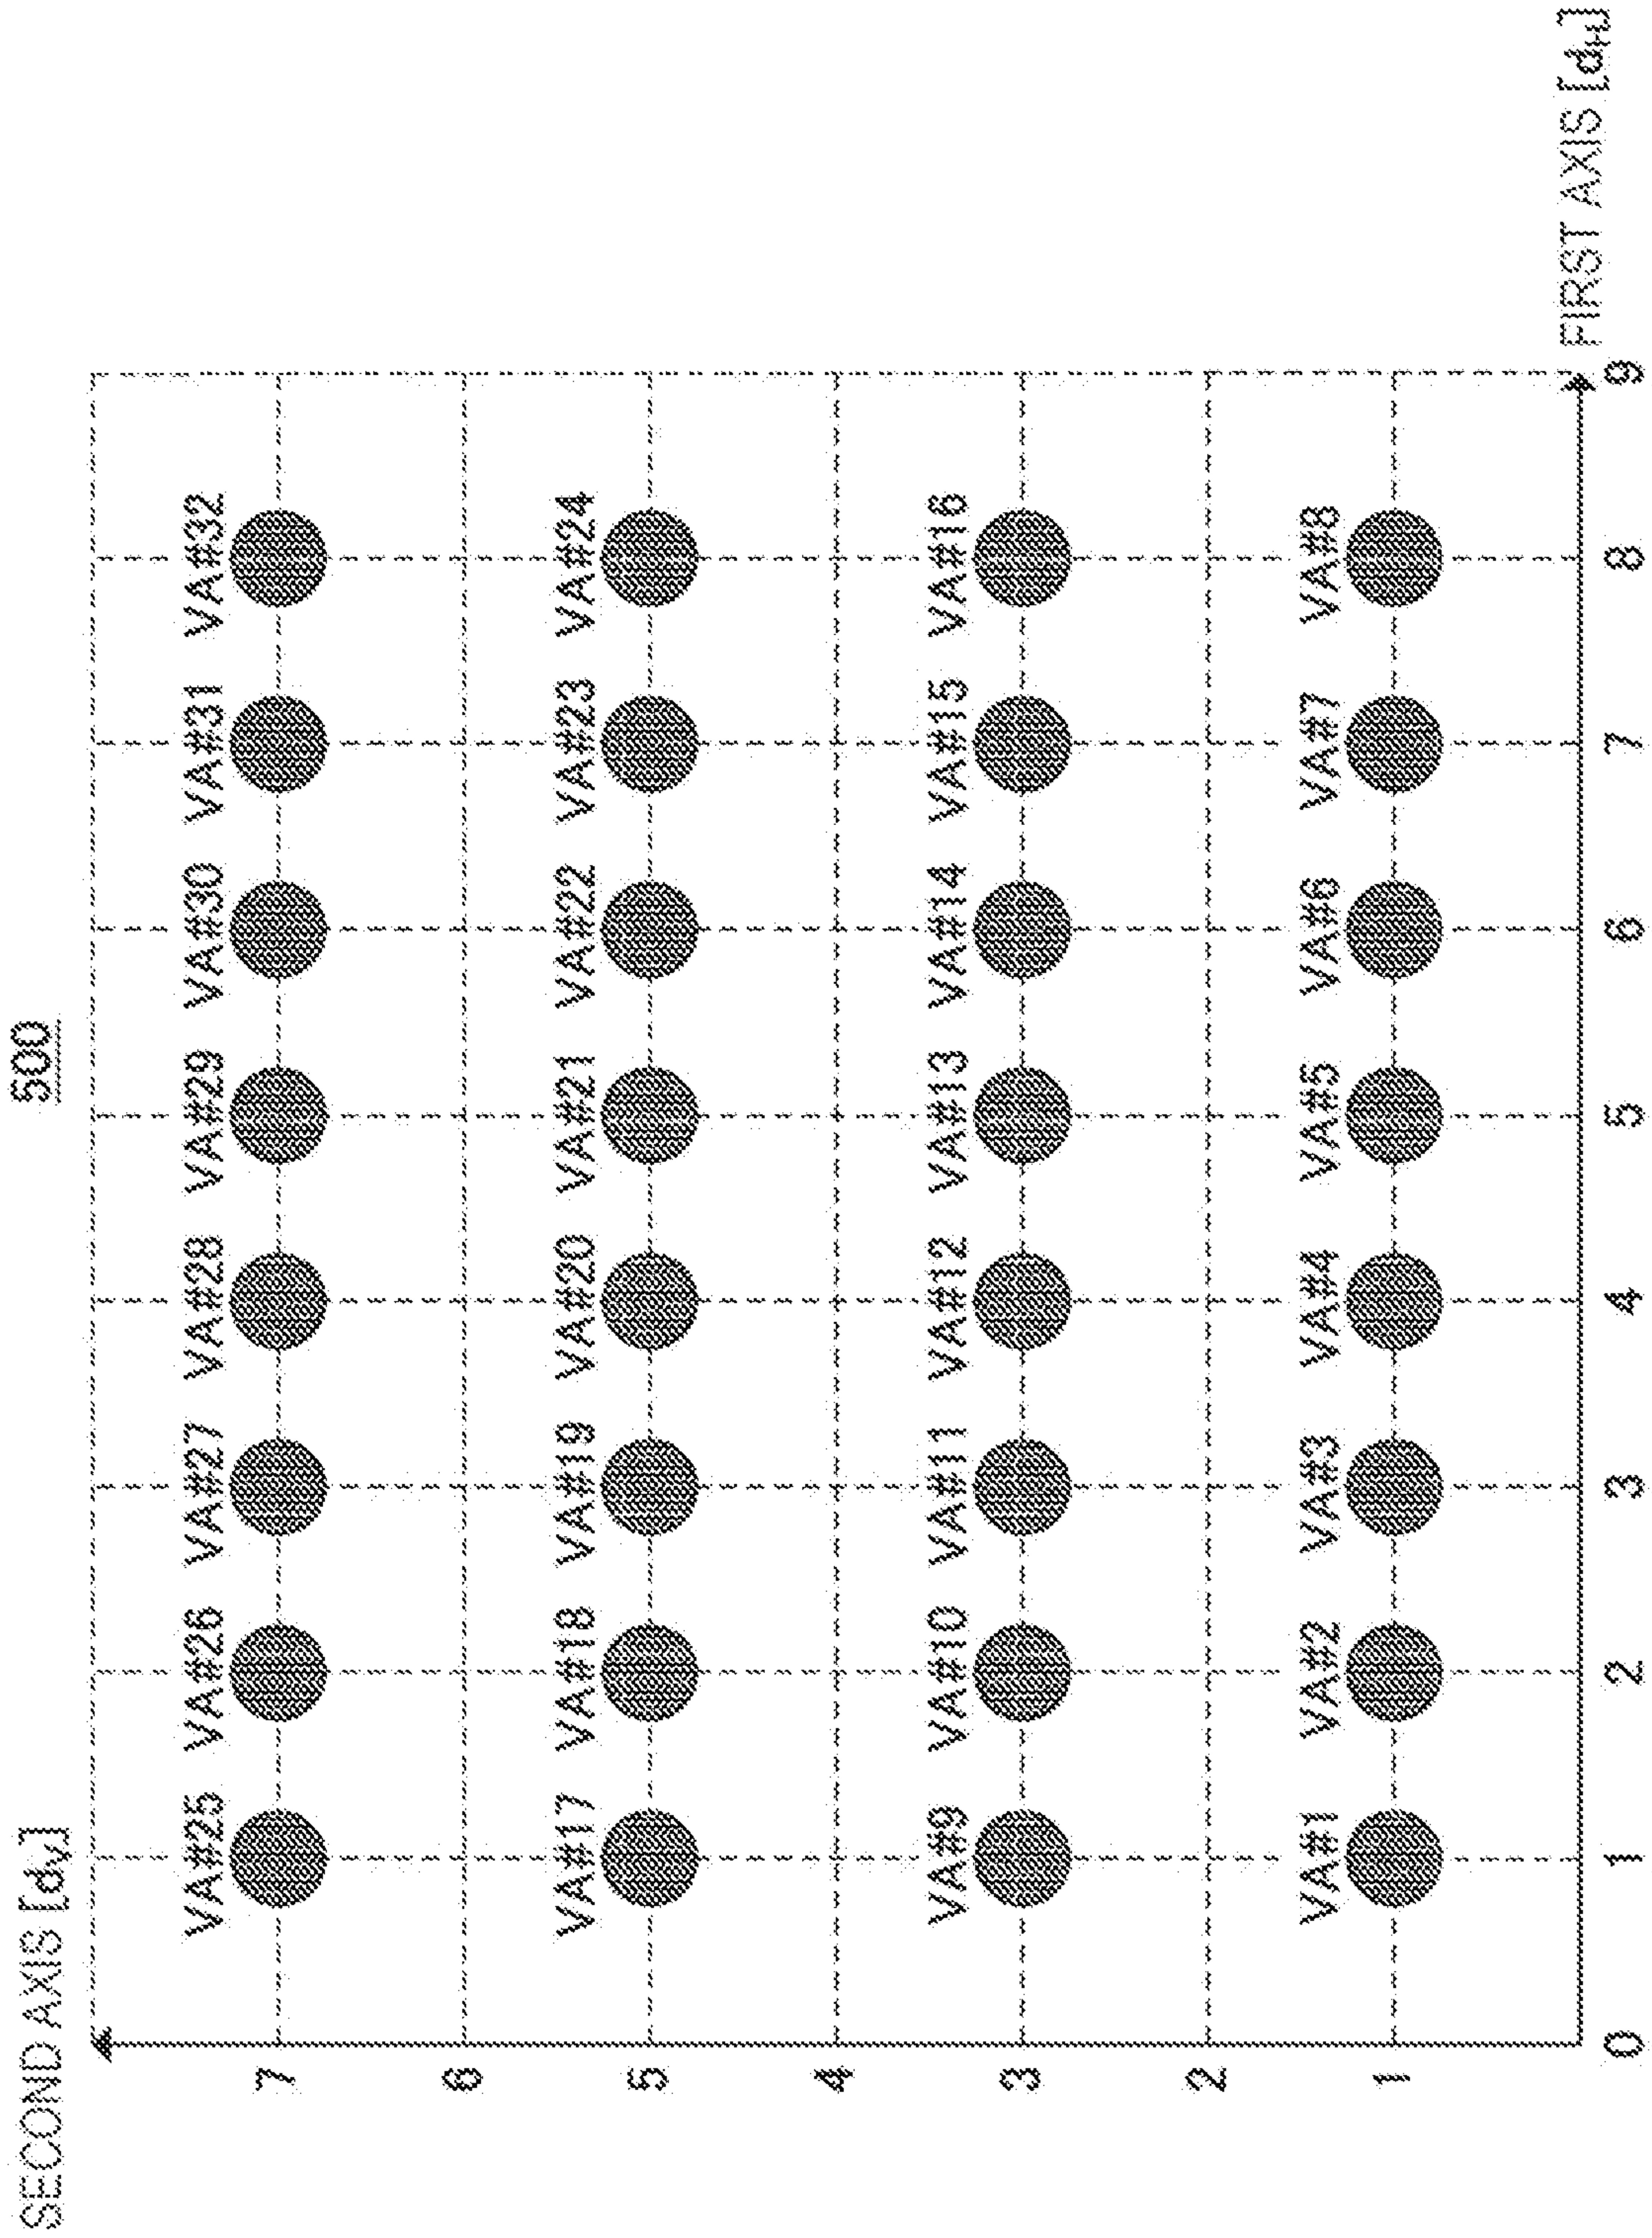 500
SECOND AXIS [dV]
VA#25 VA#26 VA#27 VA#28 VA#29 VA#30 VA#31 VA#32
7
6
VA#17 VA#18 VA#19 VA#20 VA#21 VA#22 VA#23 VA#24
5
4
VA#9 VA#10 VA#11 VA#12 VA#13 VA#14 VA#15 VA#16
3
2
VA#1 VA#2 VA#3 VA#4 VA#5 VA#6 VA#7 VA#8
1
FIRST AXIS [dH]
0 1 2 3 4 5 6 7 8 9